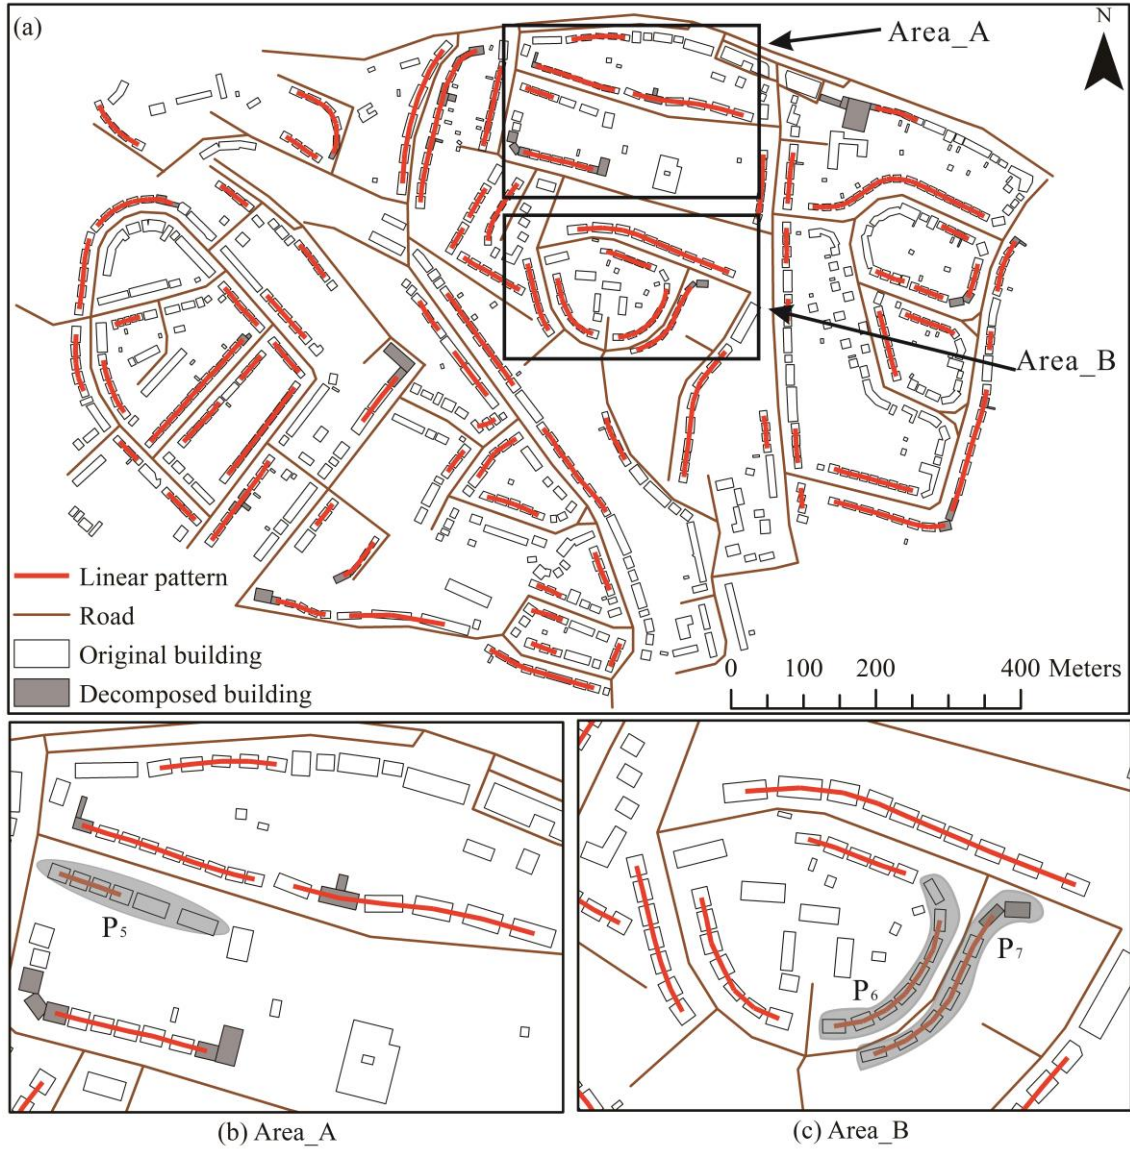 (a)
Area_A
N
Area_B
Linear pattern
Road
Original building
Decomposed building
0 100 200 400 Meters
P5
P6
P7
(b) Area_A
(c) Area_B